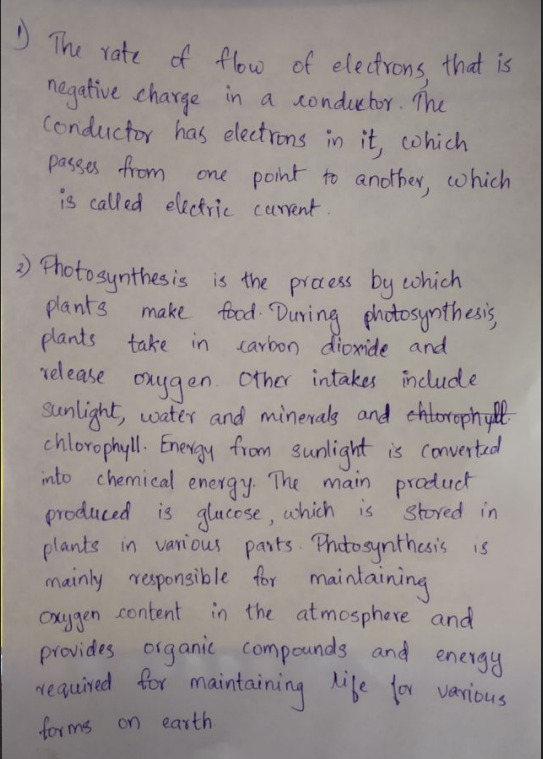 1) The rate of flow of electrons, that is
negative charge in a conductor. The
conductor has electrons in it, which
passes from one point to another, which
is called electric current.
2) Photosynthesis is the process by which
plants make food. During photosynthesis,
plants take in carbon dioxide and
release oxygen. Other intakes include
sunlight, water and minerals and chlorophyll
chlorophyll. Energy from sunlight is converted
into chemical energy. The main product
produced is glucose, which is stored in
plants in various parts. Photosynthesis is
mainly responsible for maintaining
oxygen content in the atmosphere and
provides organic compounds and energy
required for maintaining life for various
forms on earth.